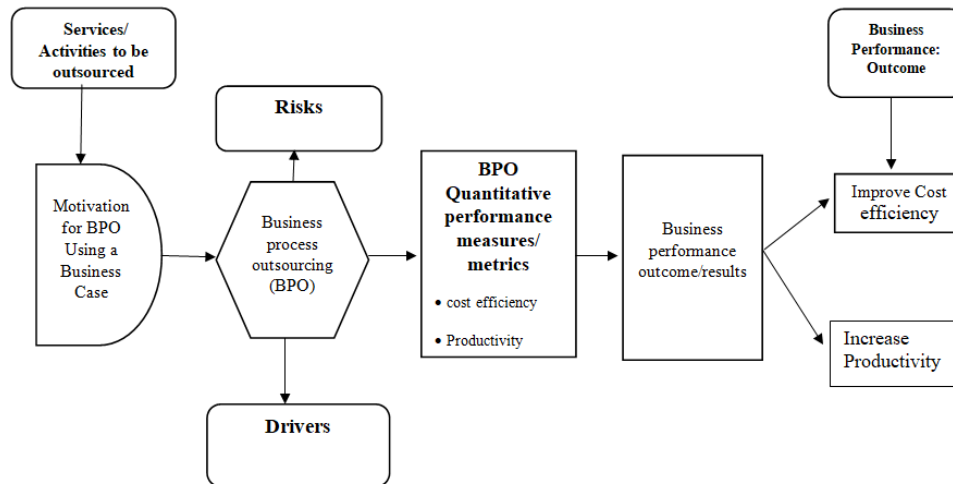 Services/
Activities to be
outsourced
Business
Performance:
Outcome
Risks
Motivation
for BPO
Using a
Business
Case
Business
process
outsourcing
(BPO)
BPO
Quantitative
performance
measures/
metrics
• cost efficiency
• Productivity
Business
performance
outcome/results
Improve Cost
efficiency
Increase
Productivity
Drivers